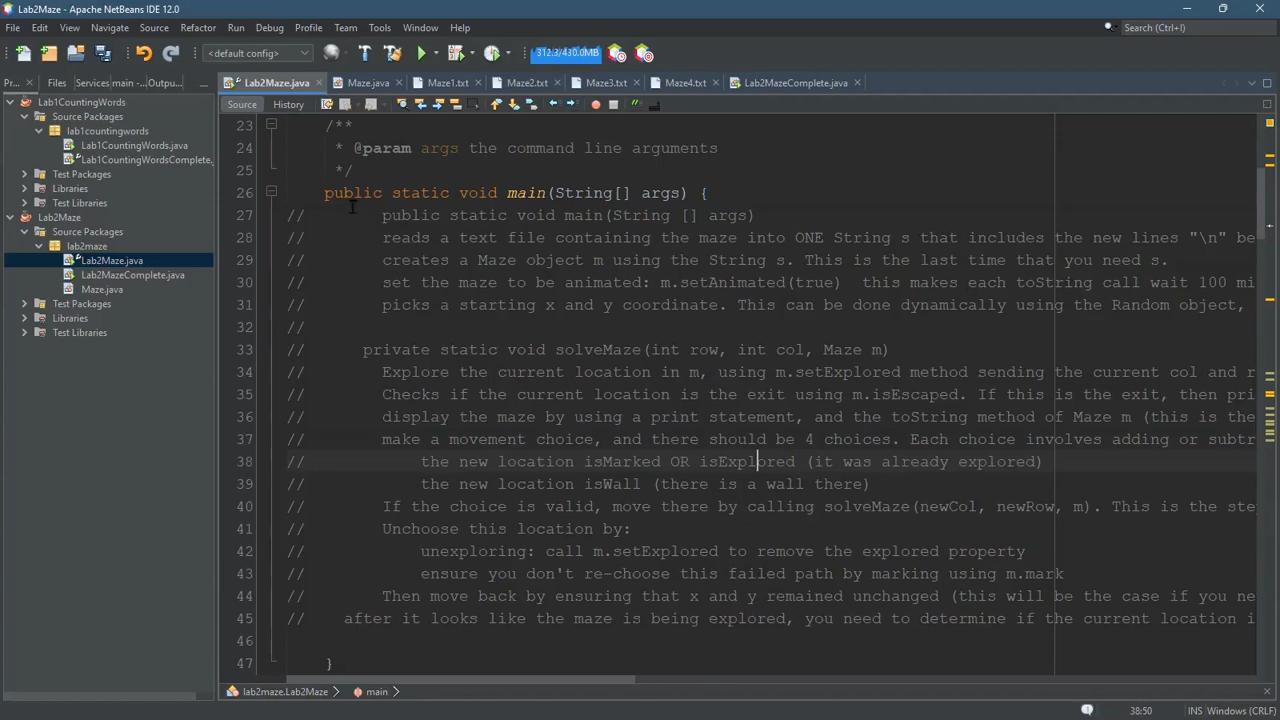 Lab2Maze - Apache NetBeans IDE 12.0
File Edit View Navigate Source Refactor Run Debug Profile Team Tools Window Help
Search (Ctrl+I)
<default config>
312.3/430.0MB
Pr... Files Services main -... Outpu...
Lab2Maze.java Maze.java Maze1.txt Maze2.txt Maze3.txt Maze4.txt Lab2MazeComplete.java
Source History
Lab1CountingWords
Source Packages
lab1countingwords
Lab1CountingWords.java
Lab1CountingWordsComplete.
Test Packages
Libraries
Test Libraries
Lab2Maze
Source Packages
lab2maze
Lab2Maze.java
Lab2MazeComplete.java
Maze.java
Test Packages
Libraries
Test Libraries
23 /**
24 * @param args the command line arguments
25 */
26 public static void main(String[] args) {
27 // public static void main(String [] args)
28 // reads a text file containing the maze into ONE String s that includes the new lines "\n" be
29 // creates a Maze object m using the String s. This is the last time that you need s.
30 // set the maze to be animated: m.setAnimated(true) this makes each toString call wait 100 mi
31 // picks a starting x and y coordinate. This can be done dynamically using the Random object,
32 //
33 // private static void solveMaze(int row, int col, Maze m)
34 // Explore the current location in m, using m.setExplored method sending the current col and r
35 // Checks if the current location is the exit using m.isEscaped. If this is the exit, then pri
36 // display the maze by using a print statement, and the toString method of Maze m (this is the
37 // make a movement choice, and there should be 4 choices. Each choice involves adding or subtr
38 // the new location isMarked OR isExplored (it was already explored)
39 // the new location isWall (there is a wall there)
40 // If the choice is valid, move there by calling solveMaze(newCol, newRow, m). This is the ste
41 // Unchoose this location by:
42 // unexploring: call m.setExplored to remove the explored property
43 // ensure you don't re-choose this failed path by marking using m.mark
44 // Then move back by ensuring that x and y remained unchanged (this will be the case if you ne
45 // after it looks like the maze is being explored, you need to determine if the current location i
46
47 }
lab2maze.Lab2Maze main
38:50 INS Windows (CRLF)